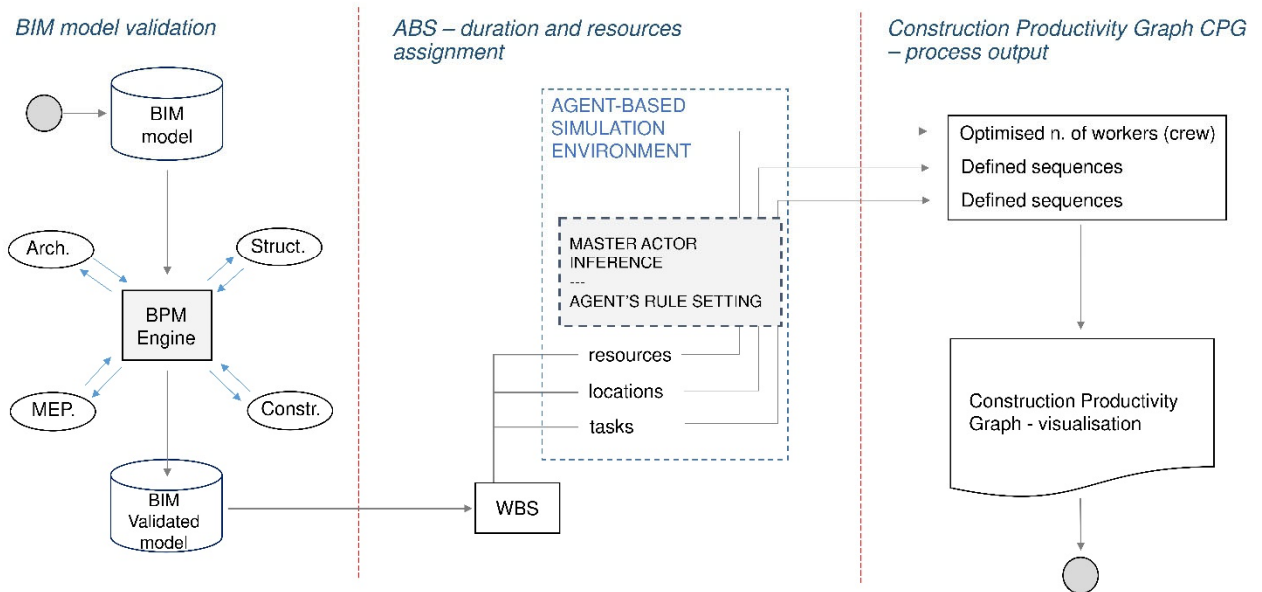 BIM model validation
BIM
model
Arch.
Struct.
BPM
Engine
MEP.
Constr.
BIM
Validated
model
ABS – duration and resources
assignment
AGENT-BASED
SIMULATION
ENVIRONMENT
MASTER ACTOR
INFERENCE
---
AGENT'S RULE SETTING
resources
locations
tasks
WBS
Construction Productivity Graph CPG
– process output
Optimised n. of workers (crew)
Defined sequences
Defined sequences
Construction Productivity
Graph - visualisation